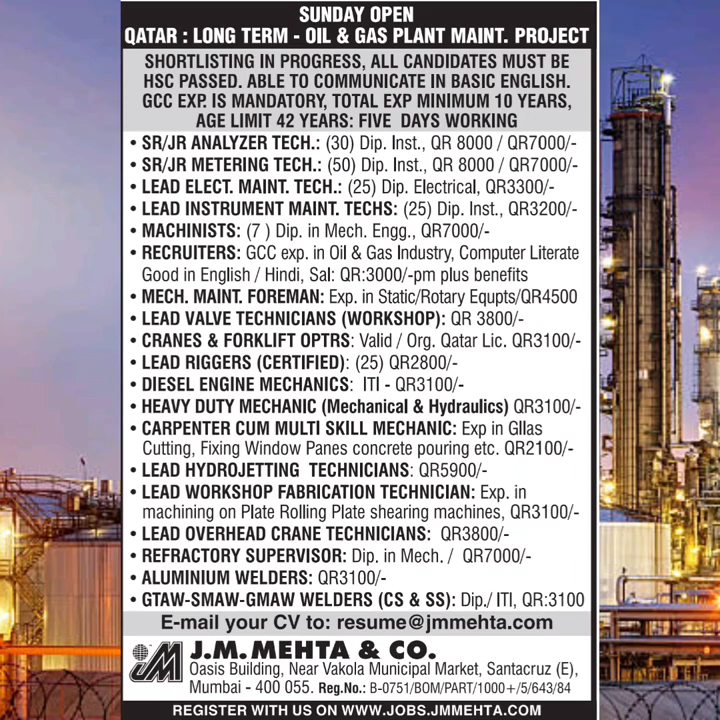 SUNDAY OPEN
QATAR : LONG TERM - OIL & GAS PLANT MAINT. PROJECT
SHORTLISTING IN PROGRESS, ALL CANDIDATES MUST BE
HSC PASSED. ABLE TO COMMUNICATE IN BASIC ENGLISH.
GCC EXP. IS MANDATORY, TOTAL EXP MINIMUM 10 YEARS,
AGE LIMIT 42 YEARS: FIVE DAYS WORKING
• SR/JR ANALYZER TECH.: (30) Dip. Inst., QR 8000 / QR7000/-
• SR/JR METERING TECH.: (50) Dip. Inst., QR 8000 / QR7000/-
• LEAD ELECT. MAINT. TECH.: (25) Dip. Electrical, QR3300/-
• LEAD INSTRUMENT MAINT. TECHS: (25) Dip. Inst., QR3200/-
• MACHINISTS: (7 ) Dip. in Mech. Engg., QR7000/-
• RECRUITERS: GCC exp. in Oil & Gas Industry, Computer Literate
Good in English / Hindi, Sal: QR:3000/-pm plus benefits
• MECH. MAINT. FOREMAN: Exp. in Static/Rotary Equpts/QR4500
• LEAD VALVE TECHNICIANS (WORKSHOP): QR 3800/-
• CRANES & FORKLIFT OPTRS: Valid / Org. Qatar Lic. QR3100/-
• LEAD RIGGERS (CERTIFIED): (25) QR2800/-
• DIESEL ENGINE MECHANICS: ITI - QR3100/-
• HEAVY DUTY MECHANIC (Mechanical & Hydraulics) QR3100/-
• CARPENTER CUM MULTI SKILL MECHANIC: Exp in Gllas
Cutting, Fixing Window Panes concrete pouring etc. QR2100/-
• LEAD HYDROJETTING TECHNICIANS: QR5900/-
• LEAD WORKSHOP FABRICATION TECHNICIAN: Exp. in
machining on Plate Rolling Plate shearing machines, QR3100/-
• LEAD OVERHEAD CRANE TECHNICIANS: QR3800/-
• REFRACTORY SUPERVISOR: Dip. in Mech. / QR7000/-
• ALUMINIUM WELDERS: QR3100/-
• GTAW-SMAW-GMAW WELDERS (CS & SS): Dip./ ITI, QR:3100
E-mail your CV to: resume@jmmehta.com
JM J.M. MEHTA & CO.
Oasis Building, Near Vakola Municipal Market, Santacruz (E),
Mumbai - 400 055. Reg.No.: B-0751/BOM/PART/1000+/5/643/84
REGISTER WITH US ON WWW.JOBS.JMMEHTA.COM